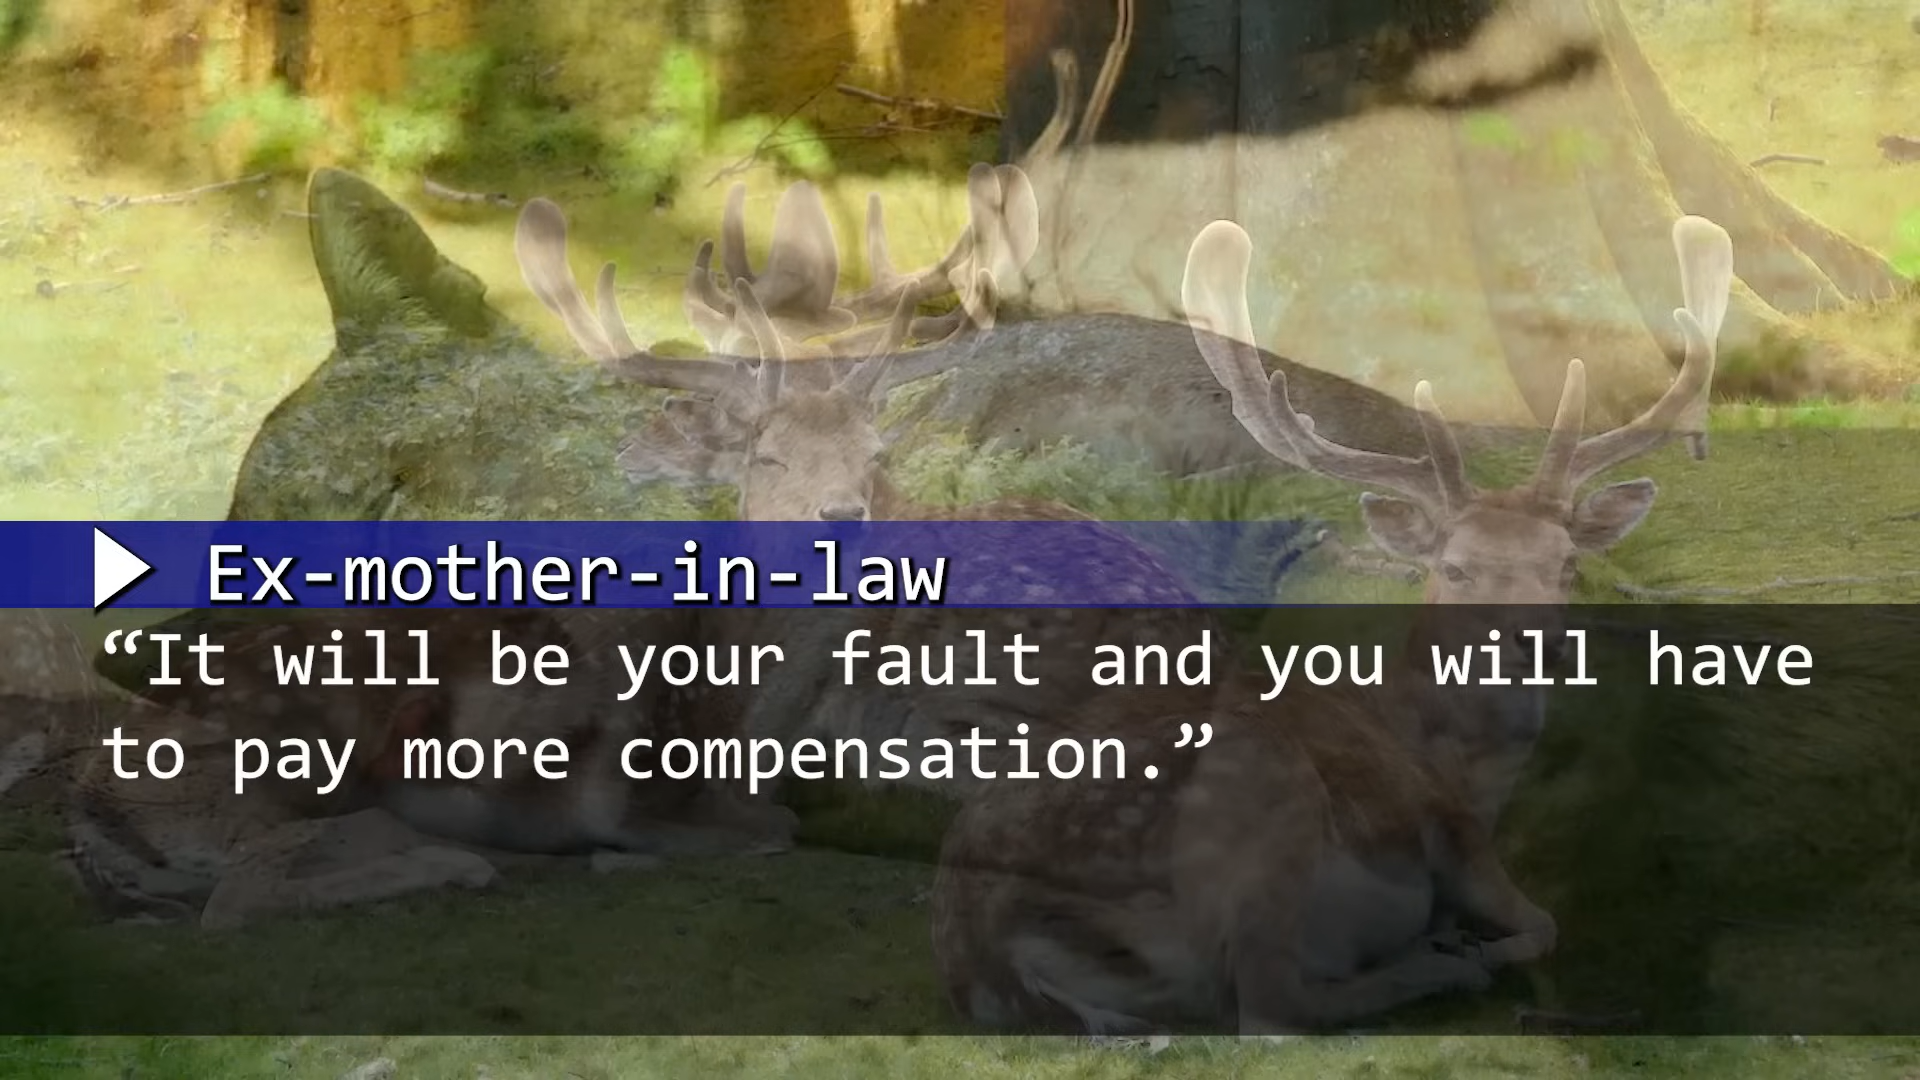 Ex-mother-in-law
“It will be your fault and you will have
to pay more compensation.”